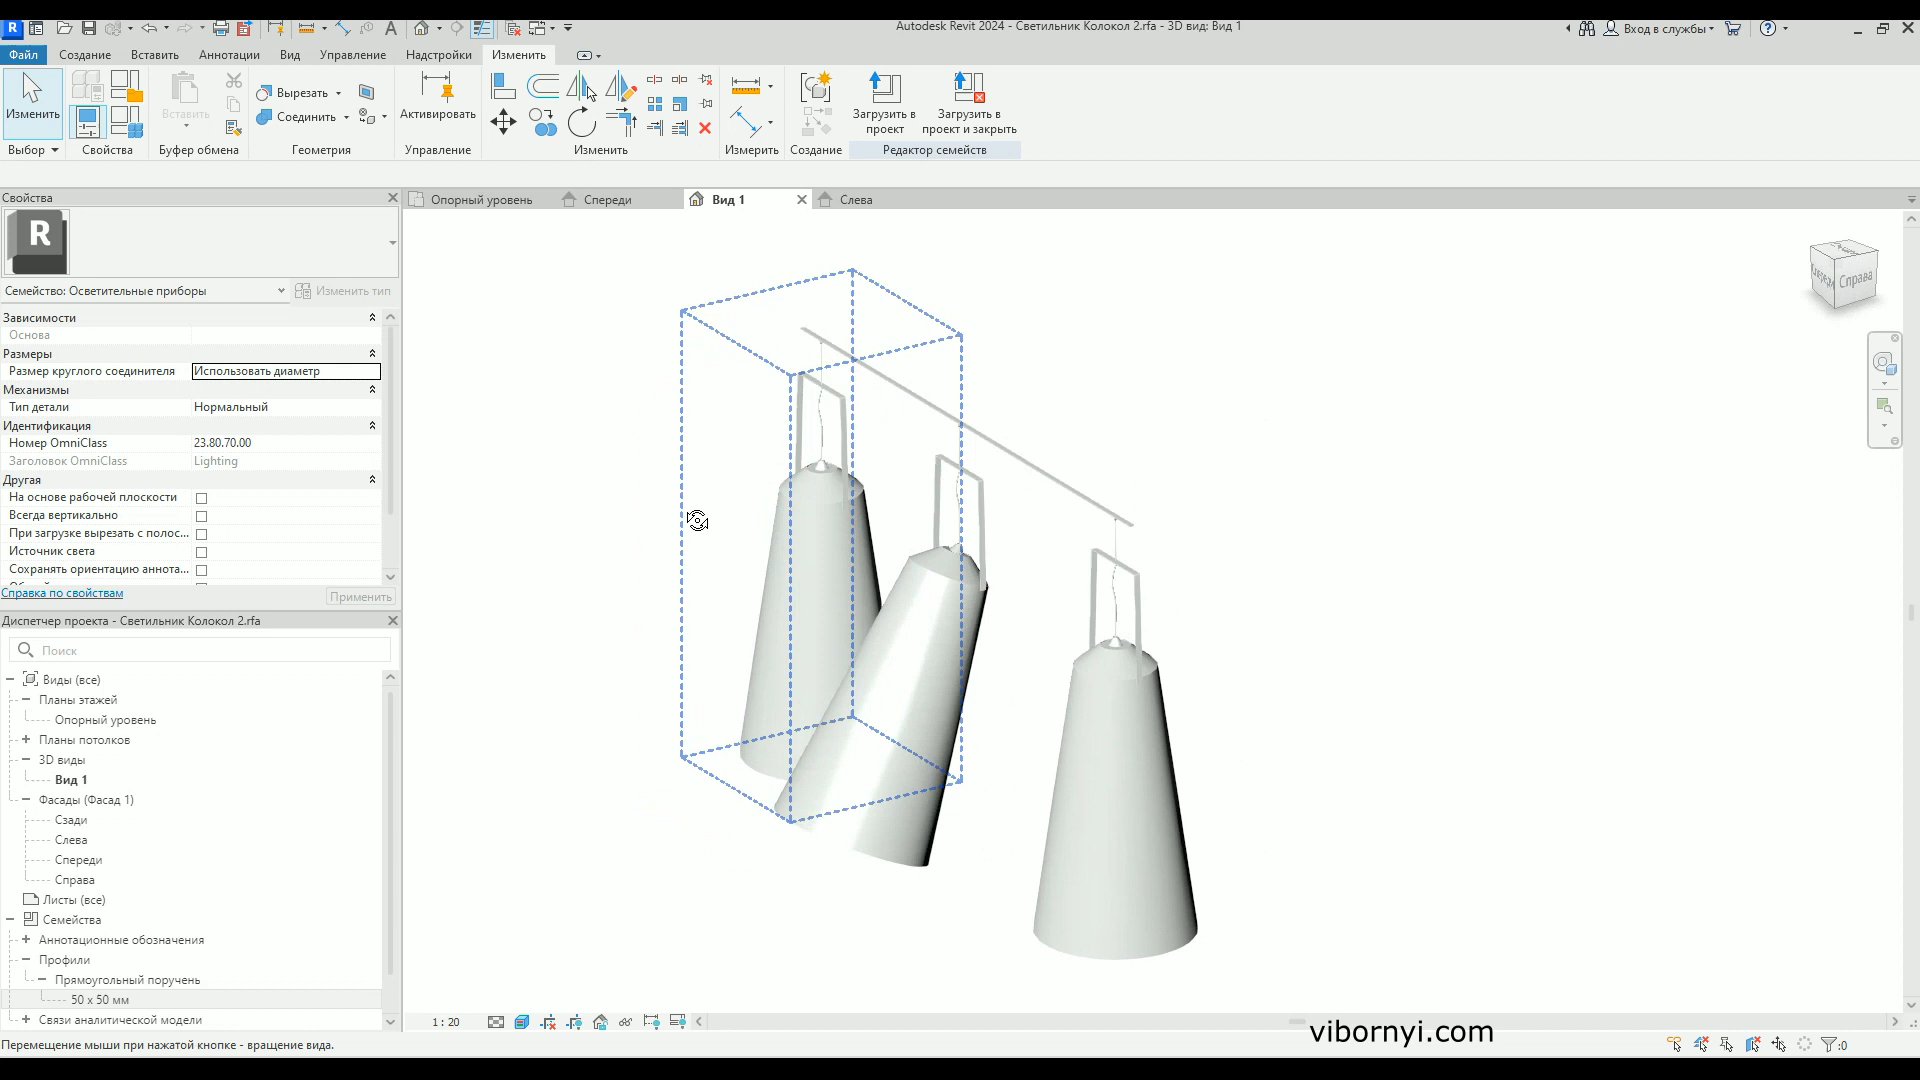 Autodesk Revit 2024 - Светильник Колокол 2.rfa - 3D вид: Вид 1
Вход в службы
Файл
Создание
Вставить
Аннотации
Вид
Управление
Надстройки
Изменить
Изменить
Вставить
Вырезать
Соединить
Активировать
Загрузить в
проект
Загрузить в
проект и закрыть
Выбор
Свойства
Буфер обмена
Геометрия
Управление
Изменить
Измерить
Создание
Редактор семейств
Свойства
R
Семейство: Осветительные приборы
Изменить тип
Зависимости
Основа
Размеры
Размер круглого соединителя
Использовать диаметр
Механизмы
Тип детали
Нормальный
Идентификация
Номер OmniClass
23.80.70.00
Заголовок OmniClass
Lighting
Другая
На основе рабочей плоскости
Всегда вертикально
При загрузке вырезать с полос...
Источник света
Сохранять ориентацию аннота...
Справка по свойствам
Применить
Диспетчер проекта - Светильник Колокол 2.rfa
Поиск
Виды (все)
Планы этажей
Опорный уровень
Планы потолков
3D виды
Вид 1
Фасады (Фасад 1)
Сзади
Слева
Спереди
Справа
Листы (все)
Семейства
Аннотационные обозначения
Профили
Прямоугольный поручень
50 x 50 мм
Связи аналитической модели
Опорный уровень
Спереди
Вид 1
Слева
Справа
1 : 20
vibornyi.com
Перемещение мыши при нажатой кнопке - вращение вида.
:0